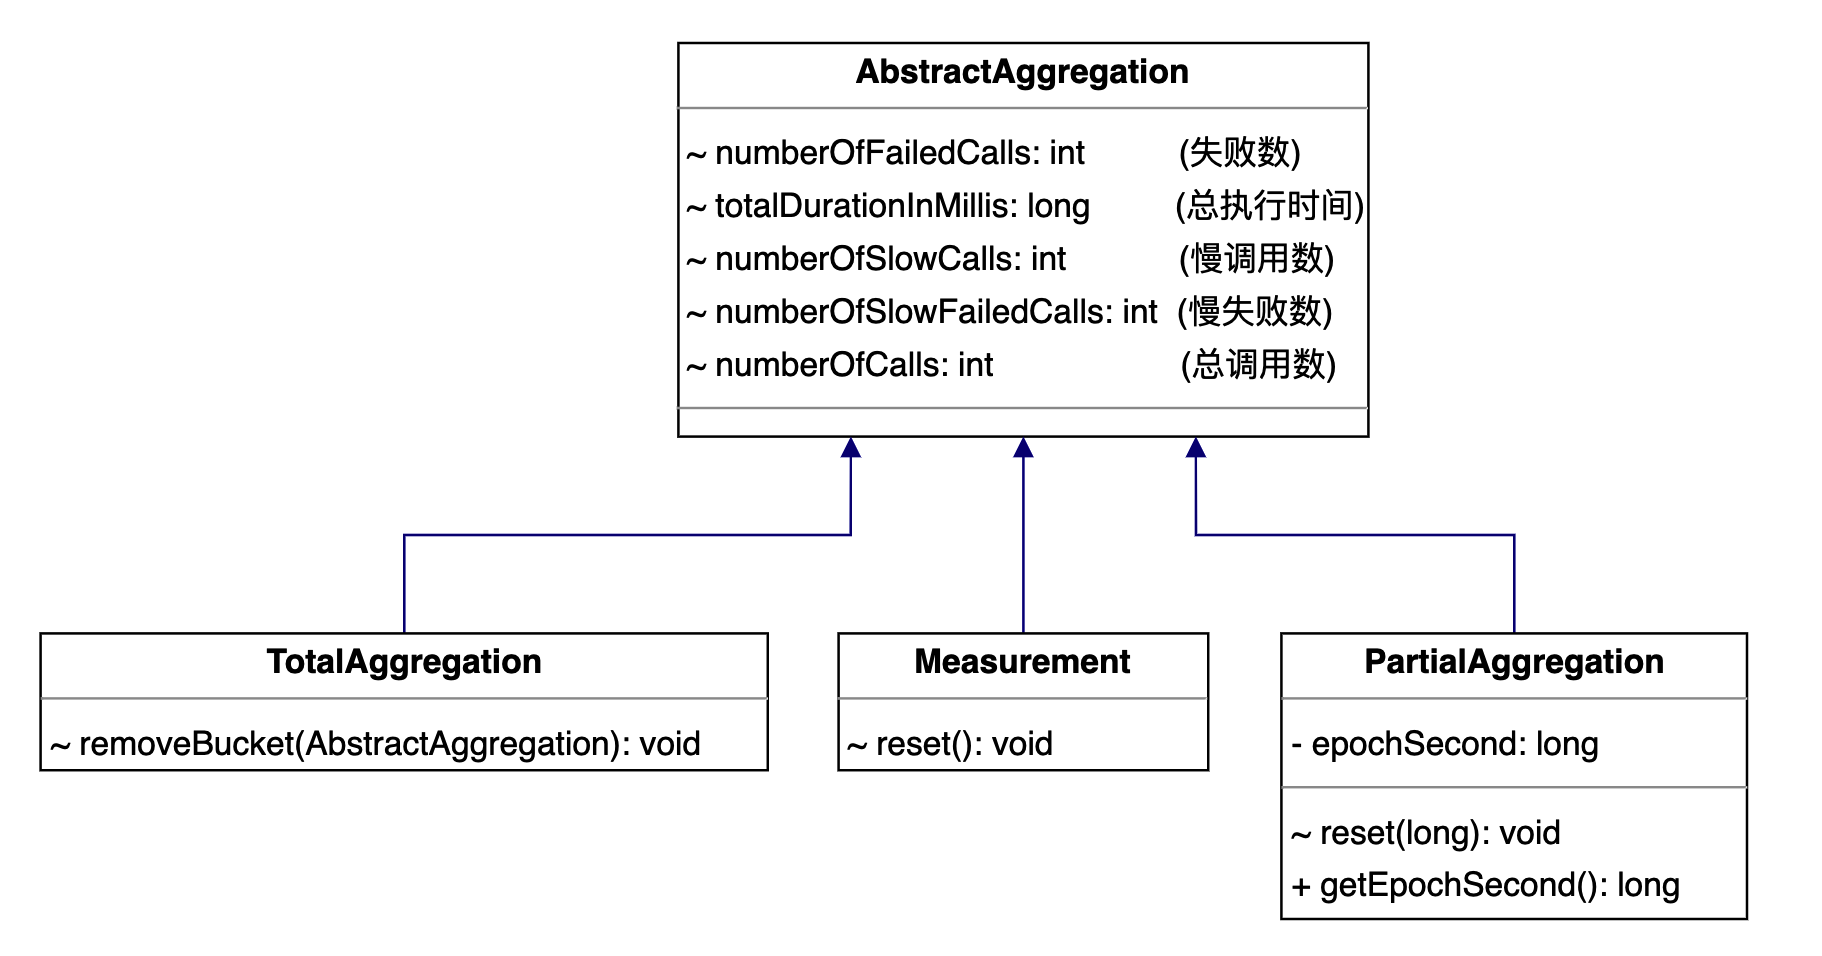 AbstractAggregation
~ numberOfFailedCalls: int (失败数)
~ totalDurationInMillis: long (总执行时间)
~ numberOfSlowCalls: int (慢调用数)
~ numberOfSlowFailedCalls: int (慢失败数)
~ numberOfCalls: int (总调用数)
TotalAggregation
~ removeBucket(AbstractAggregation): void
Measurement
~ reset(): void
PartialAggregation
- epochSecond: long
~ reset(long): void
+ getEpochSecond(): long